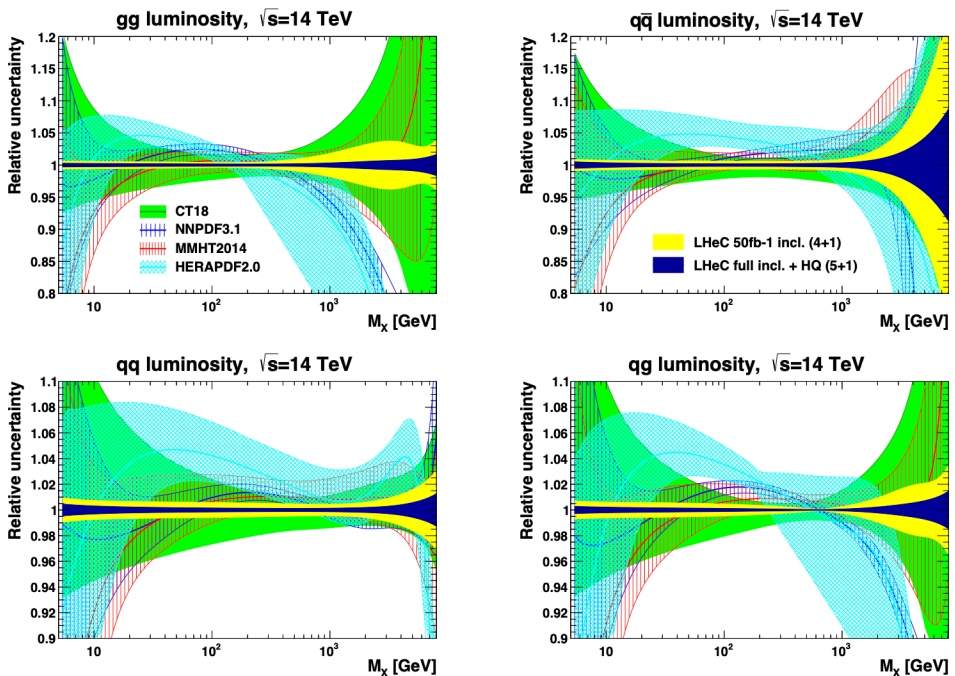 gg luminosity, √s=14 TeV
Relative uncertainty
1.2
1.15
1.1
1.05
1
0.95
0.9
0.85
0.8
CT18
NNPDF3.1
MMHT2014
HERAPDF2.0
10
10²
10³
M_X [GeV]
qq̄ luminosity, √s=14 TeV
Relative uncertainty
1.2
1.15
1.1
1.05
1
0.95
0.9
0.85
0.8
LHeC 50fb-1 incl. (4+1)
LHeC full incl. + HQ (5+1)
10
10²
10³
M_X [GeV]
qq luminosity, √s=14 TeV
Relative uncertainty
1.1
1.08
1.06
1.04
1.02
1
0.98
0.96
0.94
0.92
0.9
10
10²
10³
M_X [GeV]
qg luminosity, √s=14 TeV
Relative uncertainty
1.1
1.08
1.06
1.04
1.02
1
0.98
0.96
0.94
0.92
0.9
10
10²
10³
M_X [GeV]